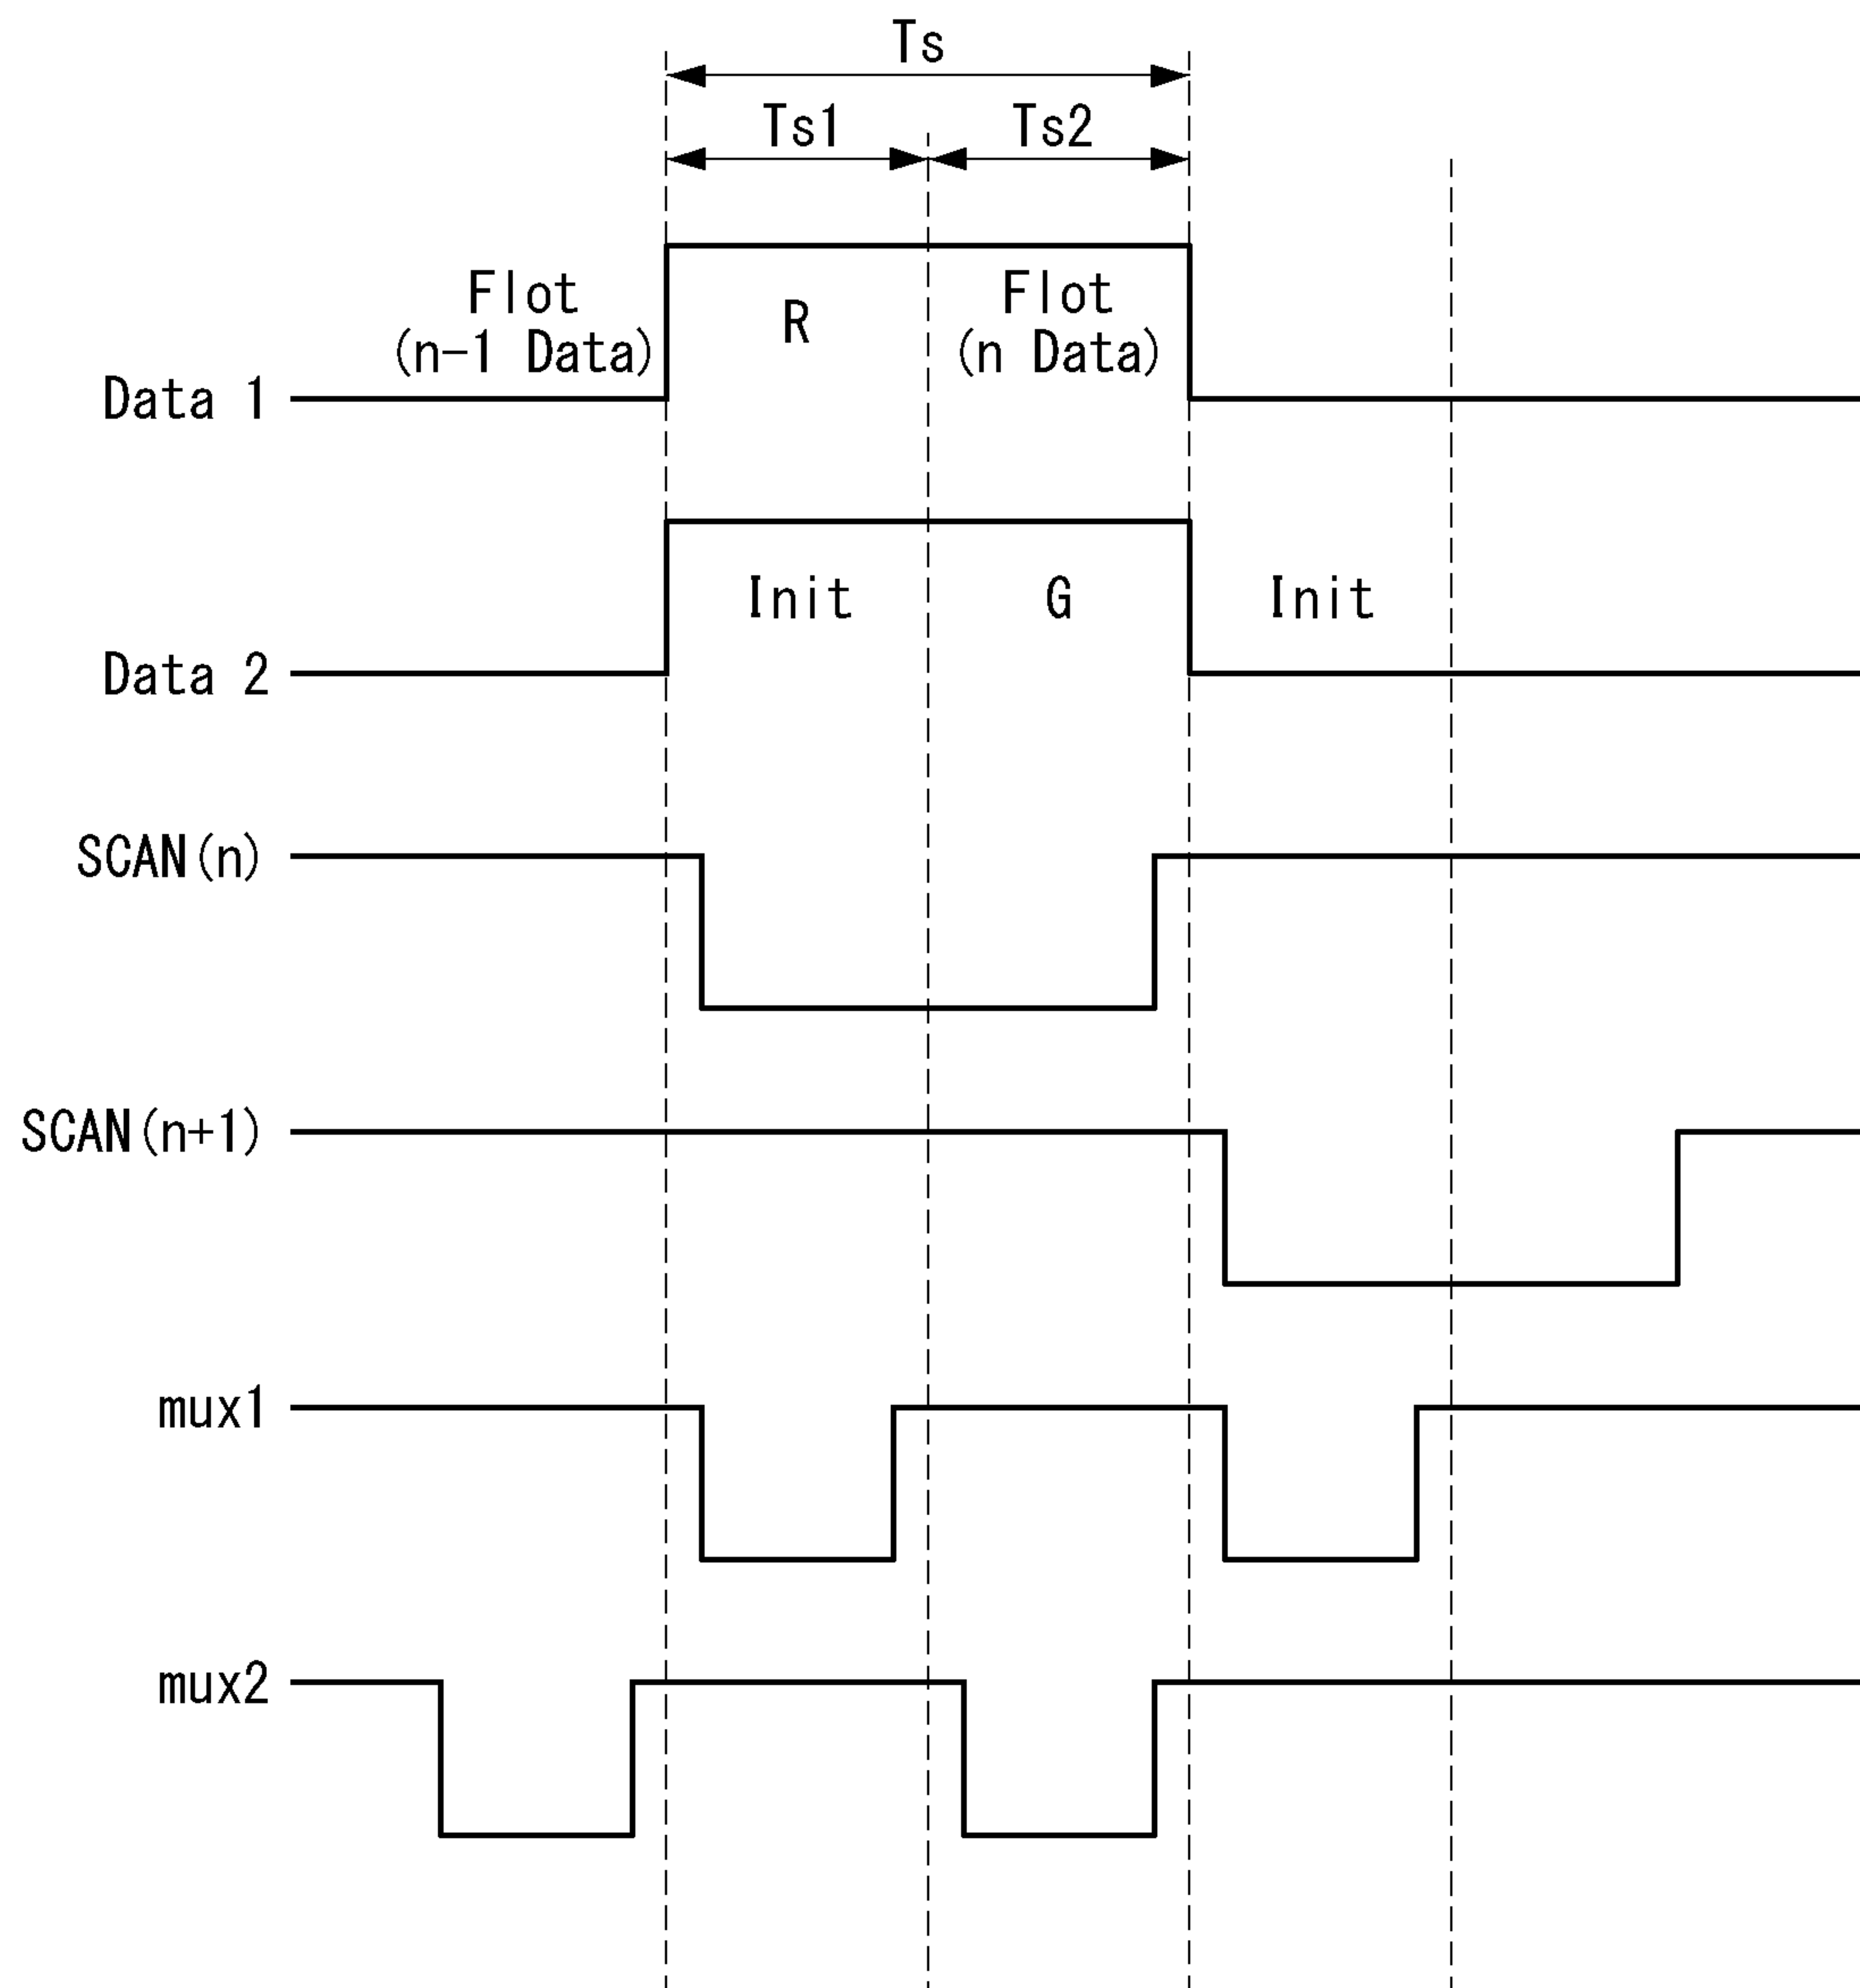 Ts
Ts1 Ts2
Flot R Flot
(n-1 Data) (n Data)
Data 1
Init G Init
Data 2
SCAN(n)
SCAN(n+1)
mux1
mux2